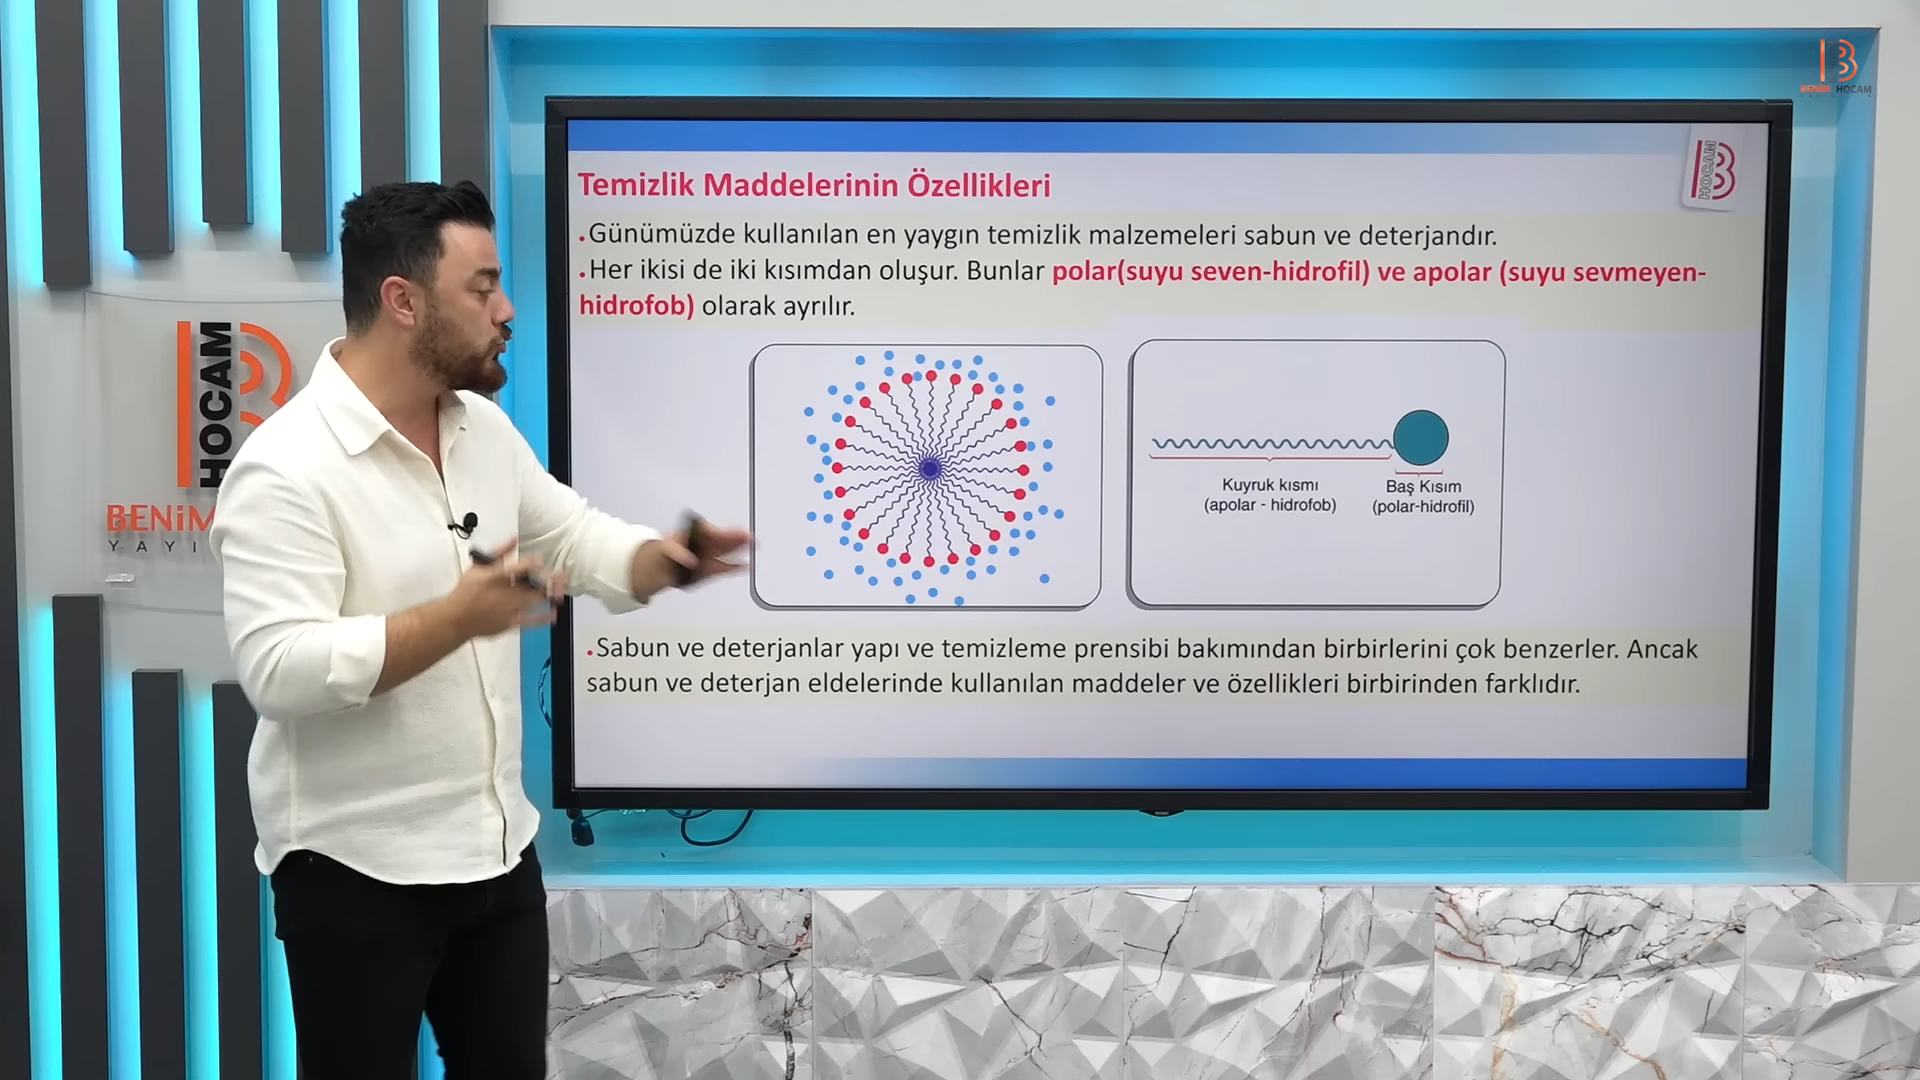 BENİM HOCAM
HOCAM
Temizlik Maddelerinin Özellikleri
.Günümüzde kullanılan en yaygın temizlik malzemeleri sabun ve deterjandır.
.Her ikisi de iki kısımdan oluşur. Bunlar polar(suyu seven-hidrofil) ve apolar (suyu sevmeyen-
hidrofob) olarak ayrılır.
Kuyruk kısmı
(apolar - hidrofob)
Baş Kısım
(polar-hidrofil)
.Sabun ve deterjanlar yapı ve temizleme prensibi bakımından birbirlerini çok benzerler. Ancak
sabun ve deterjan eldelerinde kullanılan maddeler ve özellikleri birbirinden farklıdır.
HOCAM
BENiM
YAYI